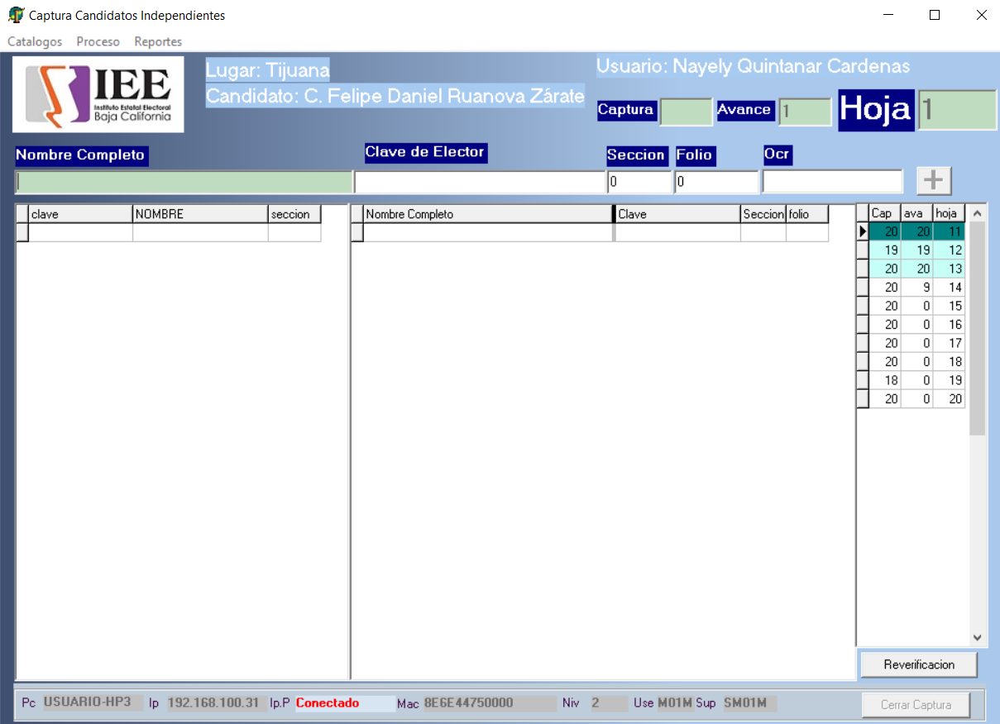 Captura Candidatos Independientes
Catalogos Proceso Reportes
IEE
Instituto Estatal Electoral
Baja California
Lugar: Tijuana
Candidato: C. Felipe Daniel Ruanova Zárate
Usuario: Nayely Quintanar Cardenas
Captura Avance 1 Hoja 1
Nombre Completo Clave de Elector Seccion Folio Ocr
0 0 +
clave NOMBRE seccion
Nombre Completo Clave Seccion folio
Cap ava hoja
20 20 11
19 19 12
20 20 13
20 9 14
20 0 15
20 0 16
20 0 17
20 0 18
18 0 19
20 0 20
Reverificacion
Pc USUARIO-HP3 Ip 192.168.100.31 Ip.P Conectado Mac 8E6E44750000 Niv 2 Use M01M Sup SM01M
Cerrar Captura